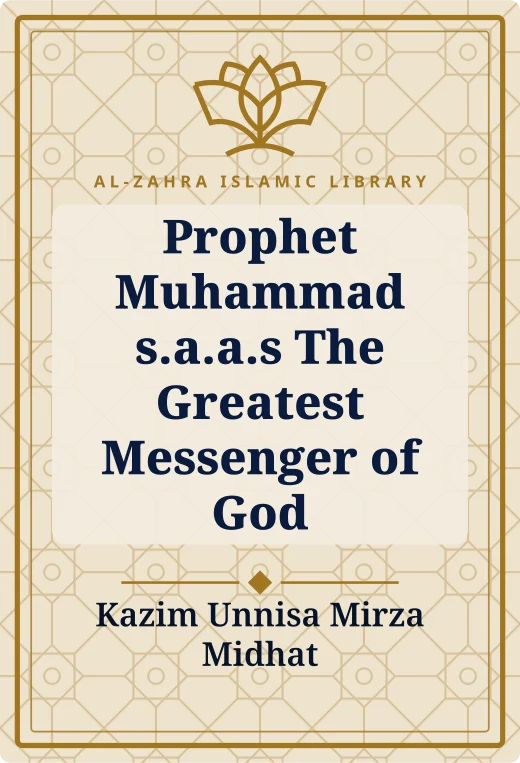 AL-ZAHRA ISLAMIC LIBRARY
Prophet
Muhammad
s.a.a.s The
Greatest
Messenger of
God
Kazim Unnisa Mirza
Midhat